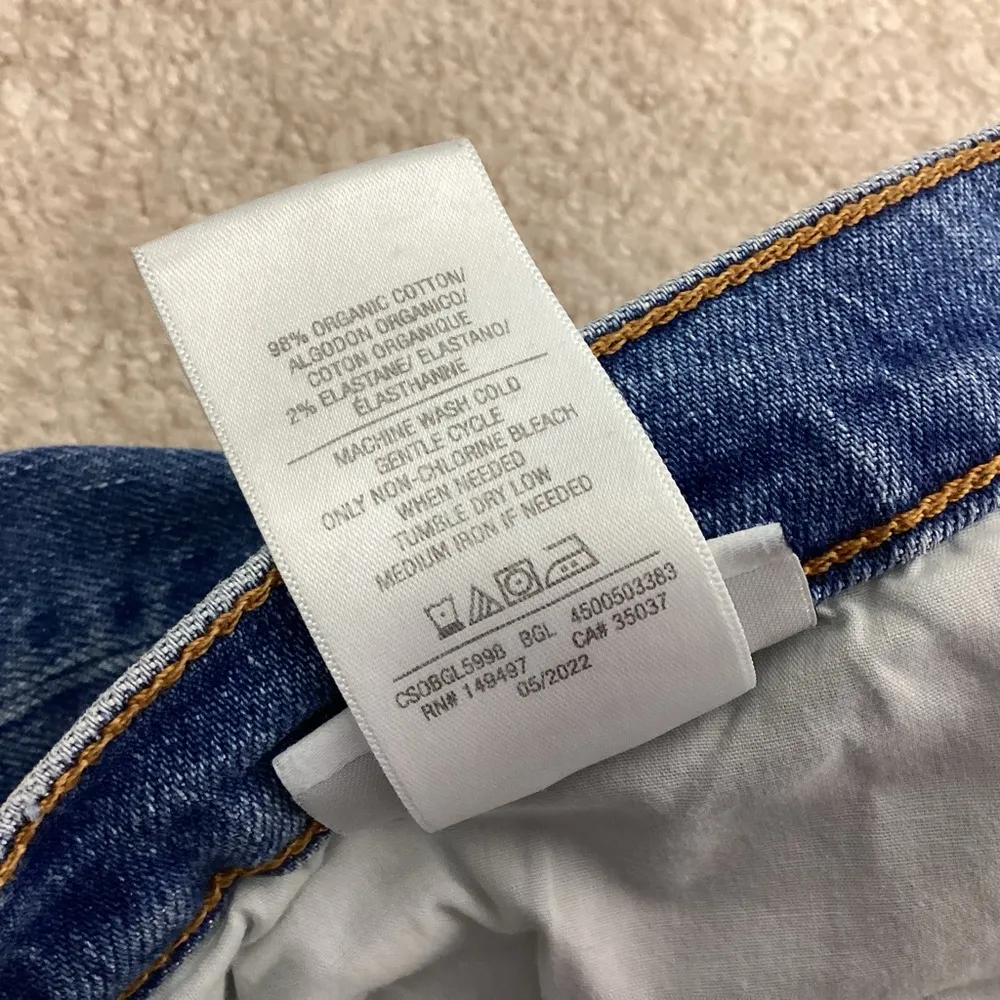 98% ORGANIC COTTON/
ALGODON ORGANICO/
COTON ORGANIQUE
2% ELASTANE/ ELASTANO/
ÉLASTHANNE
MACHINE WASH COLD
GENTLE CYCLE
ONLY NON-CHLORINE BLEACH
WHEN NEEDED
TUMBLE DRY LOW
MEDIUM IRON IF NEEDED
CSOBGL5998 BGL 4500503383
RN# 149497 CA# 35037
05/2022